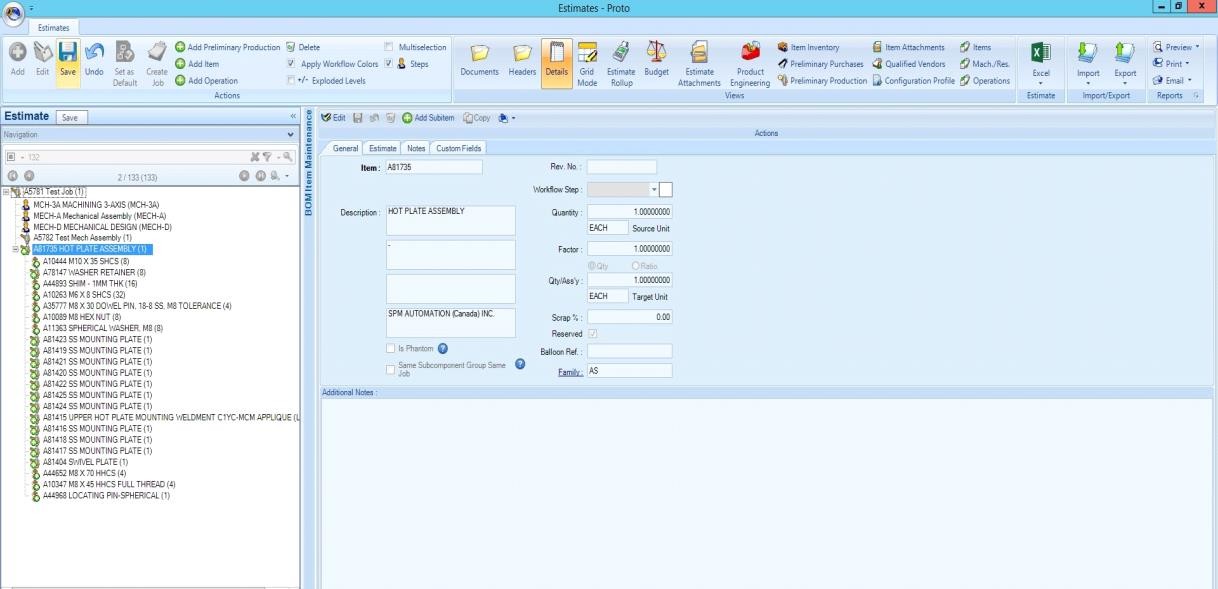 Estimates - Proto
Estimates
Add
Edit
Save
Undo
Set as Default
Create Job
Add Preliminary Production
Add Item
Add Operation
Delete
Apply Workflow Colors
+/- Exploded Levels
Multiselection
Steps
Actions
Documents
Headers
Details
Grid Mode
Estimate Rollup
Budget
Estimate Attachments
Product Engineering
Item Inventory
Preliminary Purchases
Preliminary Production
Item Attachments
Qualified Vendors
Configuration Profile
Items
Mach./Res.
Operations
Views
Excel
Estimate
Import
Export
Import/Export
Preview
Print
Email
Reports
Estimate
Save
«
Navigation
132
2 / 133 (133)
A5781 Test Job (1)
MCH-3A MACHINING 3-AXIS (MCH-3A)
MECH-A Mechanical Assembly (MECH-A)
MECH-D MECHANICAL DESIGN (MECH-D)
A5782 Test Mech Assembly (1)
A81735 HOT PLATE ASSEMBLY (1)
A10444 M10 X 35 SHCS (8)
A78147 WASHER RETAINER (8)
A44893 SHIM - 1MM THK (16)
A10263 M6 X 8 SHCS (32)
A35777 M8 X 30 DOWEL PIN, 18-8 SS, M8 TOLERANCE (4)
A10089 M8 HEX NUT (8)
A11363 SPHERICAL WASHER, M8 (8)
A81423 SS MOUNTING PLATE (1)
A81419 SS MOUNTING PLATE (1)
A81421 SS MOUNTING PLATE (1)
A81420 SS MOUNTING PLATE (1)
A81422 SS MOUNTING PLATE (1)
A81425 SS MOUNTING PLATE (1)
A81424 SS MOUNTING PLATE (1)
A81415 UPPER HOT PLATE MOUNTING WELDMENT C1YC-MCM APPLIQUE (L
A81416 SS MOUNTING PLATE (1)
A81418 SS MOUNTING PLATE (1)
A81417 SS MOUNTING PLATE (1)
A81404 SWIVEL PLATE (1)
A44652 M8 X 70 HHCS (4)
A10347 M8 X 45 HHCS FULL THREAD (4)
A44968 LOCATING PIN-SPHERICAL (1)
BOM Item Maintenance
Edit
Add Subitem
Copy
Actions
General
Estimate
Notes
Custom Fields
Item :
A81735
Description :
HOT PLATE ASSEMBLY
-
SPM AUTOMATION (Canada) INC.
Is Phantom
Same Subcomponent Group Same Job
Rev. No. :
Workflow Step :
Quantity :
1.00000000
EACH
Source Unit
Factor :
1.00000000
Qty
Ratio
Qty/Ass'y :
1.00000000
EACH
Target Unit
Scrap % :
0.00
Reserved
Balloon Ref. :
Family :
AS
Additional Notes :